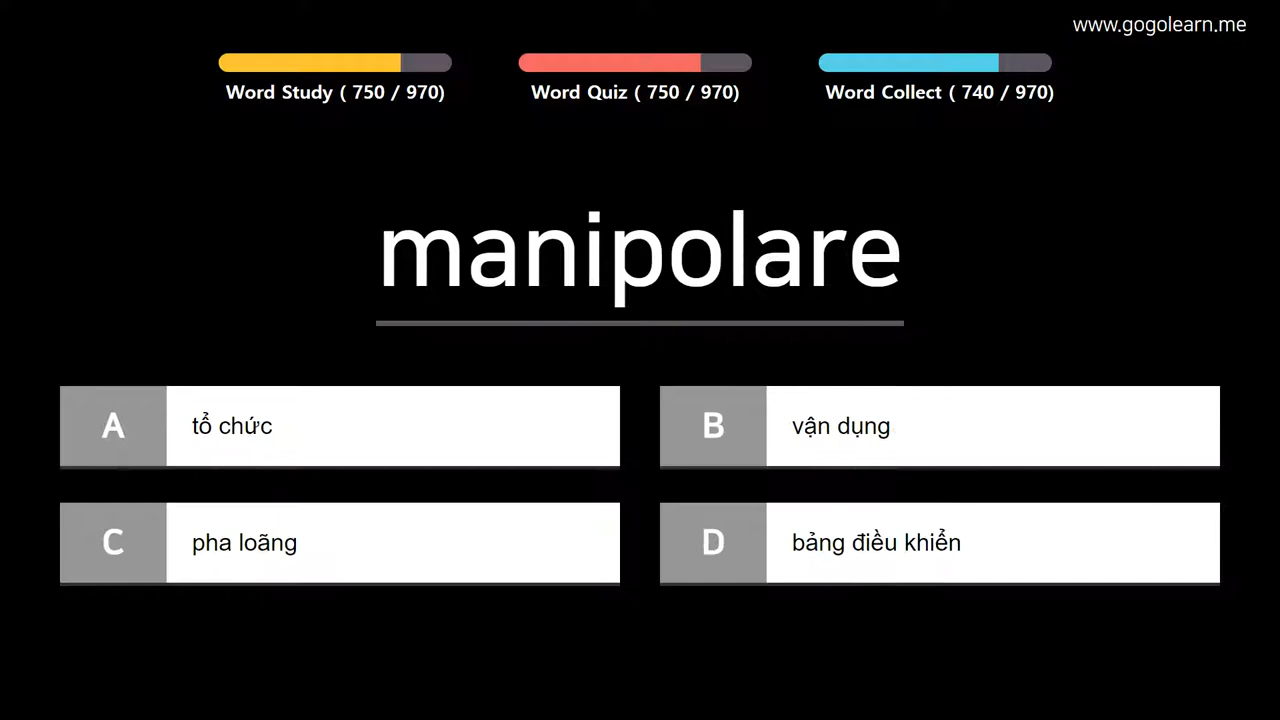 www.gogolearn.me
Word Study ( 750 / 970)
Word Quiz ( 750 / 970)
Word Collect ( 740 / 970)
manipolare
A
tổ chức
B
vận dụng
C
pha loãng
D
bảng điều khiển